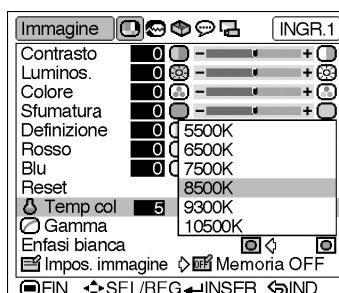 Immagine INGR.1
Contrasto 0 - +
Luminos. 0 - +
Colore 0 - +
Sfumatura 0 - +
Definizione 0 5500K
Rosso 0 6500K
Blu 0 7500K
Reset 8500K
Temp col 5 9300K
Gamma 10500K
Enfasi bianca
Impos. immagine OFF Memoria OFF
FIN SEL/REG INSER IND